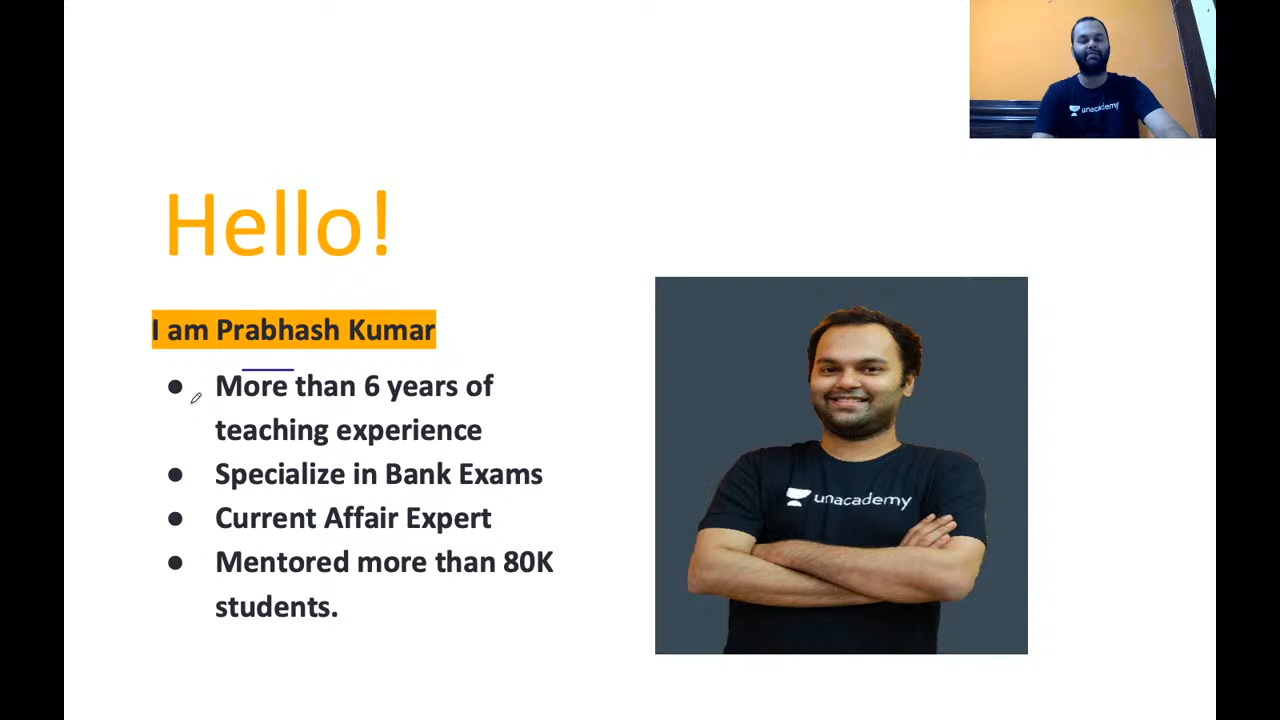 unacademy
Hello!
I am Prabhash Kumar
● More than 6 years of
teaching experience
● Specialize in Bank Exams
● Current Affair Expert
● Mentored more than 80K
students.
unacademy